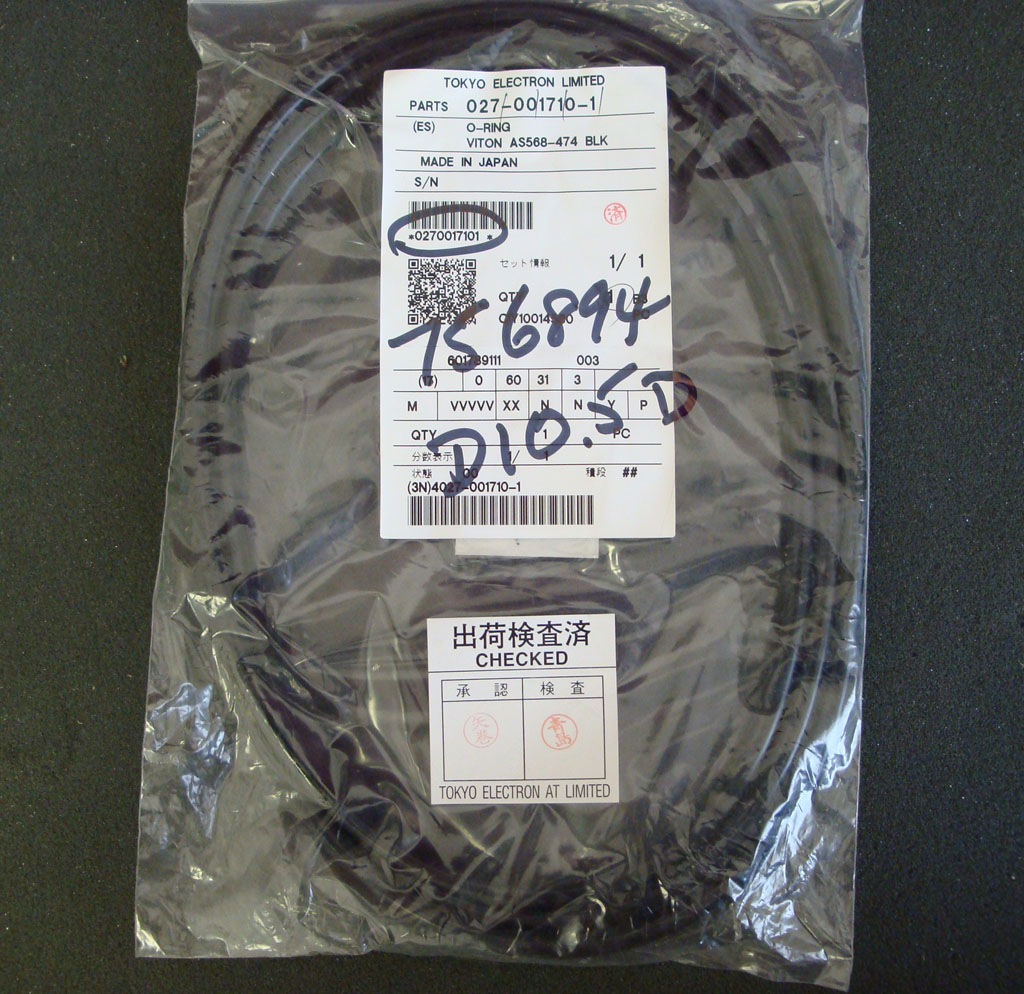 TOKYO ELECTRON LIMITED
PARTS 027-001710-1
(ES) O-RING
VITON AS568-474 BLK
MADE IN JAPAN
S/N
済
*0270017101 *
セット情報 1/ 1
756894
601789111 003
(17) 0 60 31 3
M VVVVV XX N N Y P
D10.5D
QTY 1 PC
分数表示 1/ 1
状態 00 積段 ##
(3N)4027-001710-1
出荷検査済
CHECKED
承認 検査
TOKYO ELECTRON AT LIMITED